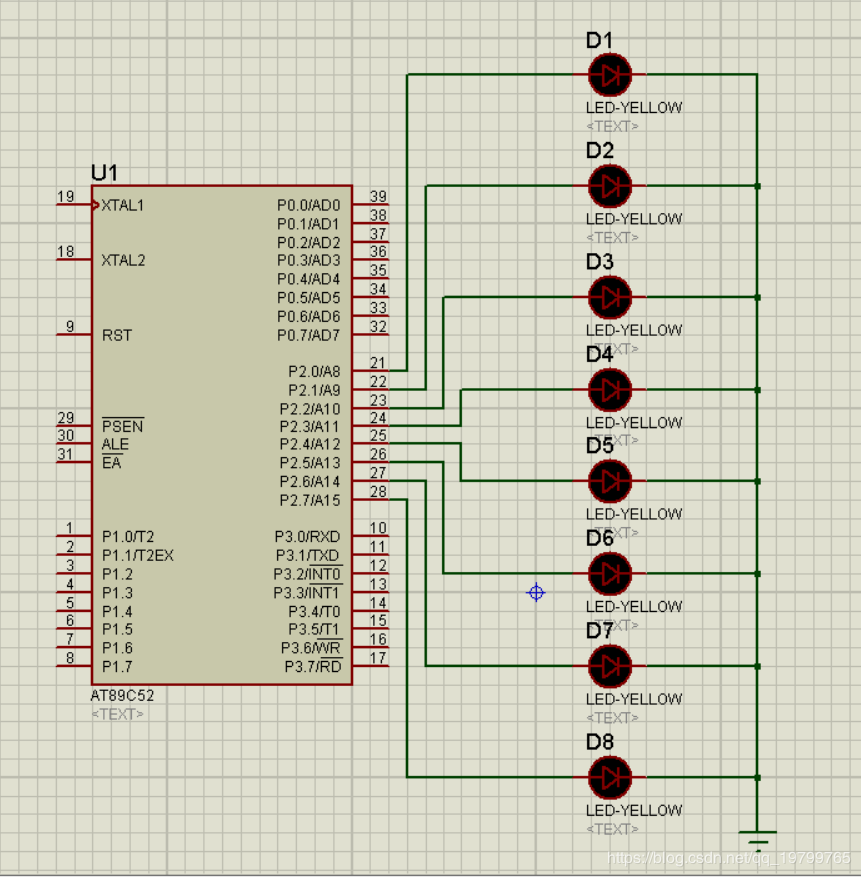 D1
LED-YELLOW
<TEXT>
D2
LED-YELLOW
<TEXT>
D3
LED-YELLOW
<TEXT>
D4
LED-YELLOW
<TEXT>
D5
LED-YELLOW
<TEXT>
D6
LED-YELLOW
<TEXT>
D7
LED-YELLOW
<TEXT>
D8
LED-YELLOW
<TEXT>
U1
19 XTAL1
18 XTAL2
9 RST
29 PSEN
30 ALE
31 EA
1 P1.0/T2
2 P1.1/T2EX
3 P1.2
4 P1.3
5 P1.4
6 P1.5
7 P1.6
8 P1.7
P0.0/AD0 39
P0.1/AD1 38
P0.2/AD2 37
P0.3/AD3 36
P0.4/AD4 35
P0.5/AD5 34
P0.6/AD6 33
P0.7/AD7 32
P2.0/A8 21
P2.1/A9 22
P2.2/A10 23
P2.3/A11 24
P2.4/A12 25
P2.5/A13 26
P2.6/A14 27
P2.7/A15 28
P3.0/RXD 10
P3.1/TXD 11
P3.2/INT0 12
P3.3/INT1 13
P3.4/T0 14
P3.5/T1 15
P3.6/WR 16
P3.7/RD 17
AT89C52
<TEXT>
https://blog.csdn.net/qq_19799765